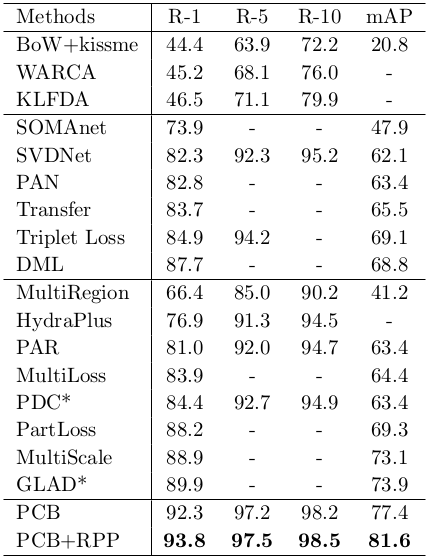 Methods R-1 R-5 R-10 mAP
BoW+kissme 44.4 63.9 72.2 20.8
WARCA 45.2 68.1 76.0 -
KLFDA 46.5 71.1 79.9 -
SOMAnet 73.9 - - 47.9
SVDNet 82.3 92.3 95.2 62.1
PAN 82.8 - - 63.4
Transfer 83.7 - - 65.5
Triplet Loss 84.9 94.2 - 69.1
DML 87.7 - - 68.8
MultiRegion 66.4 85.0 90.2 41.2
HydraPlus 76.9 91.3 94.5 -
PAR 81.0 92.0 94.7 63.4
MultiLoss 83.9 - - 64.4
PDC* 84.4 92.7 94.9 63.4
PartLoss 88.2 - - 69.3
MultiScale 88.9 - - 73.1
GLAD* 89.9 - - 73.9
PCB 92.3 97.2 98.2 77.4
PCB+RPP 93.8 97.5 98.5 81.6